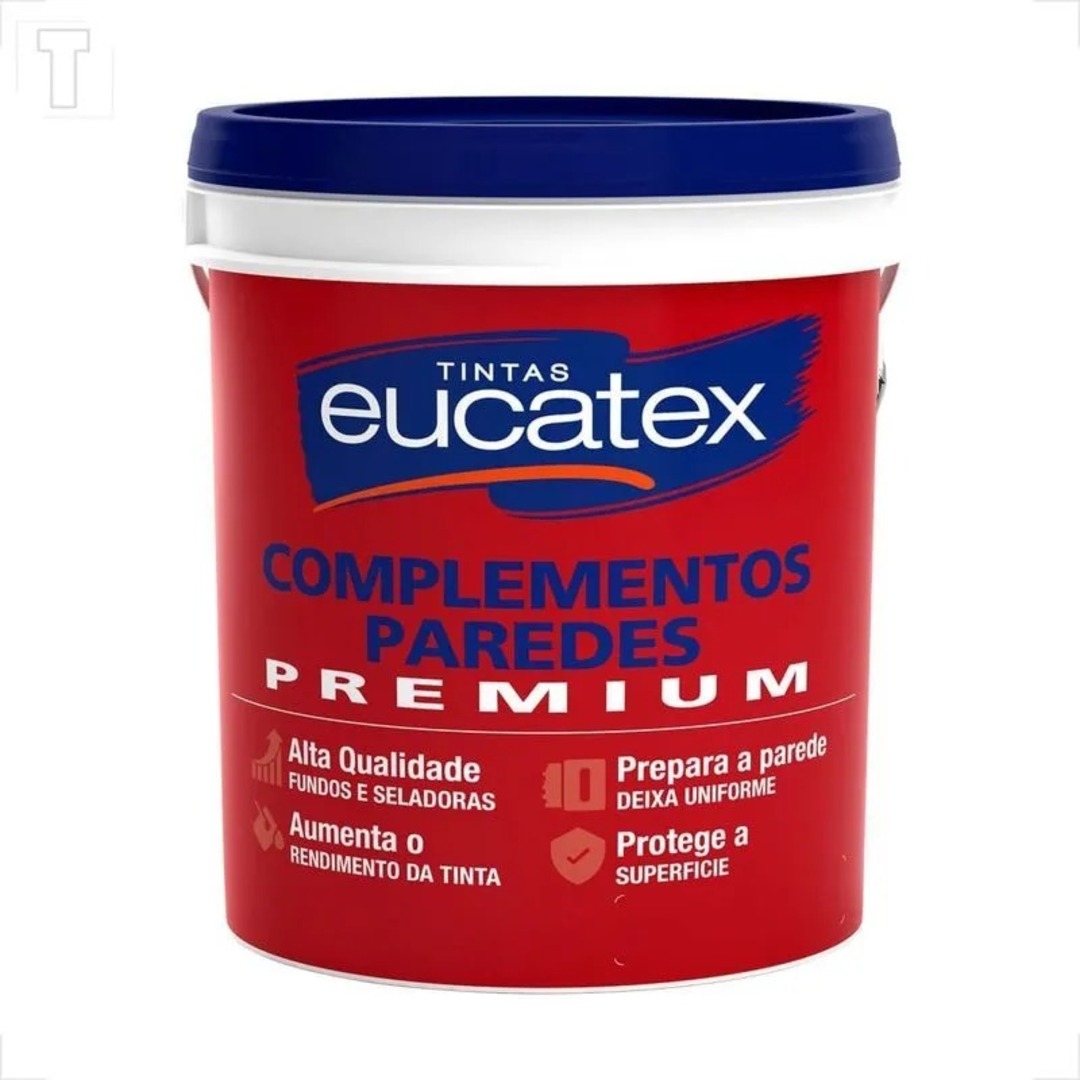 T
TINTAS
eucatex
COMPLEMENTOS
PAREDES
PREMIUM
Alta Qualidade
FUNDOS E SELADORAS
Aumenta o
RENDIMENTO DA TINTA
Prepara a parede
DEIXA UNIFORME
Protege a
SUPERFICIE